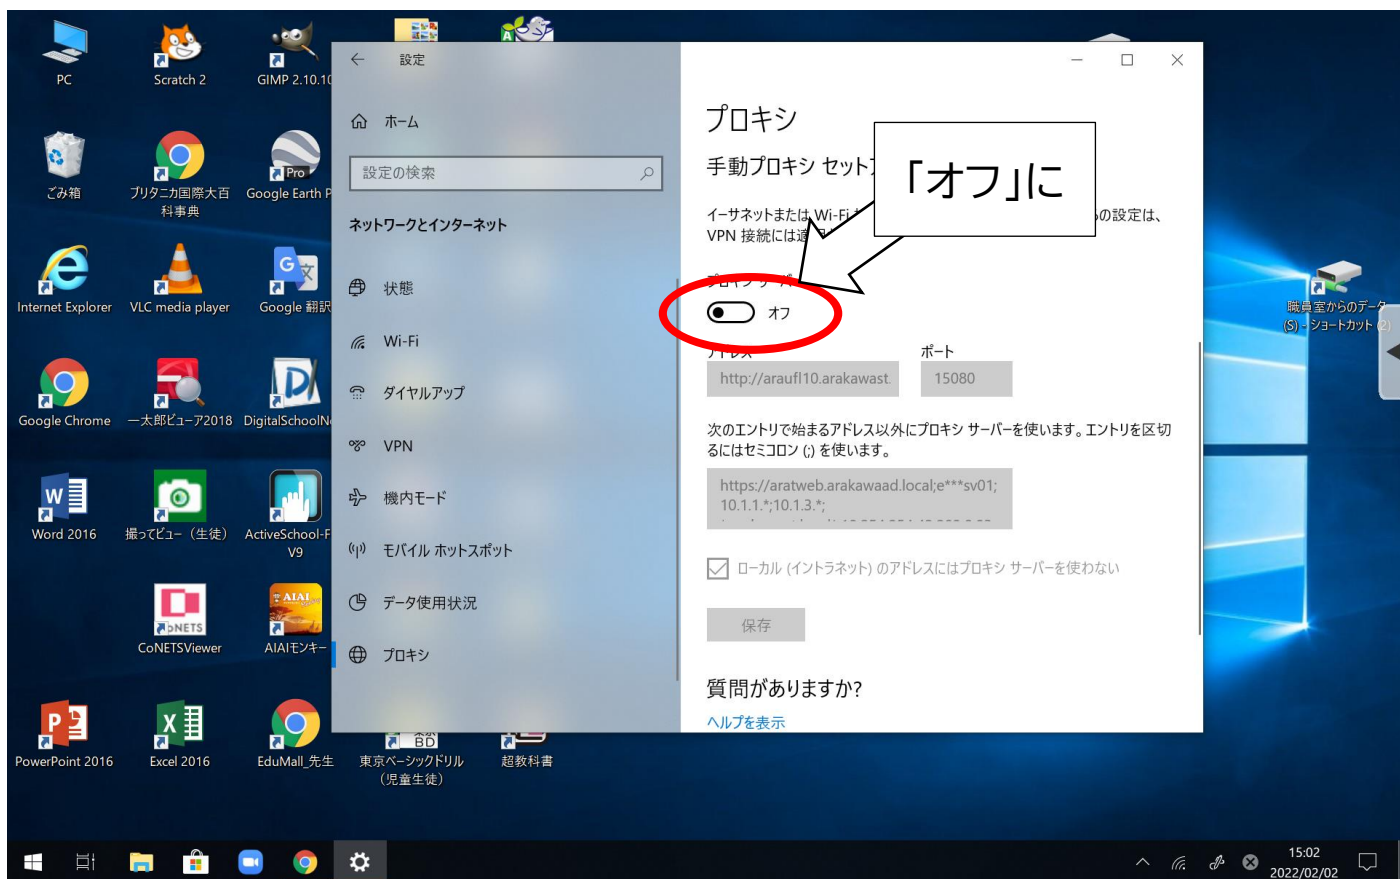 PC
Scratch 2
GIMP 2.10.10
ごみ箱
ブリタニカ国際大百
科事典
Pro
Google Earth P
Internet Explorer
VLC media player
G
文
Google 翻訳
Google Chrome
一太郎ビューア2018
DigitalSchoolN
Word 2016
撮ってビュー（生徒）
ActiveSchool-F
V9
CoNETSViewer
AIAI
AIAIモンキー
PowerPoint 2016
Excel 2016
EduMall_先生
BD
東京ベーシックドリル
（児童生徒）
超教科書
設定
ホーム
設定の検索
ネットワークとインターネット
状態
Wi-Fi
ダイヤルアップ
VPN
機内モード
モバイル ホットスポット
データ使用状況
プロキシ
プロキシ
手動プロキシ セット
「オフ」に
イーサネットまたは Wi-Fi
の設定は、
VPN 接続には適
オフ
ポート
http://araufl10.arakawast.
15080
次のエントリで始まるアドレス以外にプロキシ サーバーを使います。エントリを区切
るにはセミコロン (;) を使います。
https://aratweb.arakawaad.local;e***sv01;
10.1.1.*;10.1.3.*;
ローカル (イントラネット) のアドレスにはプロキシ サーバーを使わない
保存
質問がありますか?
ヘルプを表示
職員室からのデータ
(S) - ショートカット (2)
15:02
2022/02/02